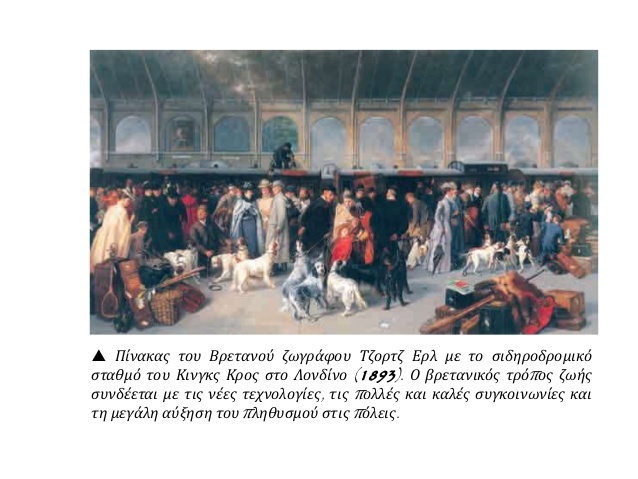 ▲ Πίνακας του Βρετανού ζωγράφου Τζορτζ Ερλ με το σιδηροδρομικό
σταθμό του Κινγκς Κρος στο Λονδίνο (1893). Ο βρετανικός τρόπος ζωής
συνδέεται με τις νέες τεχνολογίες, τις πολλές και καλές συγκοινωνίες και
τη μεγάλη αύξηση του πληθυσμού στις πόλεις.